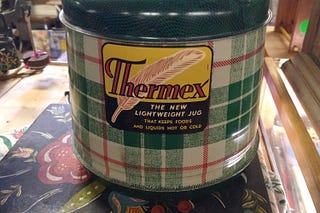 Thermex
THE NEW
LIGHTWEIGHT JUG
THAT KEEPS FOODS
AND LIQUIDS HOT OR COLD